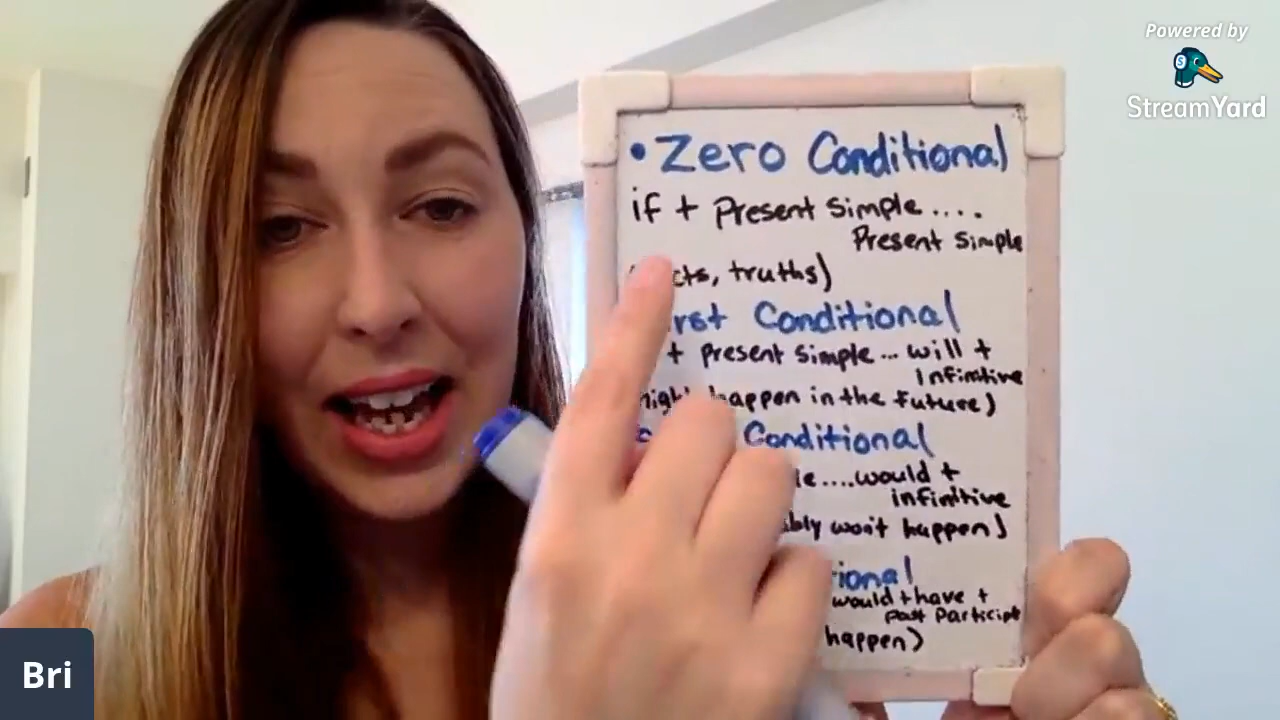 Powered by
StreamYard
• Zero Conditional
if + Present Simple....
Present Simple
truths)
Conditional
+ present simple... will +
infinitive
happen in the future)
Conditional
....would +
infinitive
won't happen)
would + have +
past participl
happen)
Bri